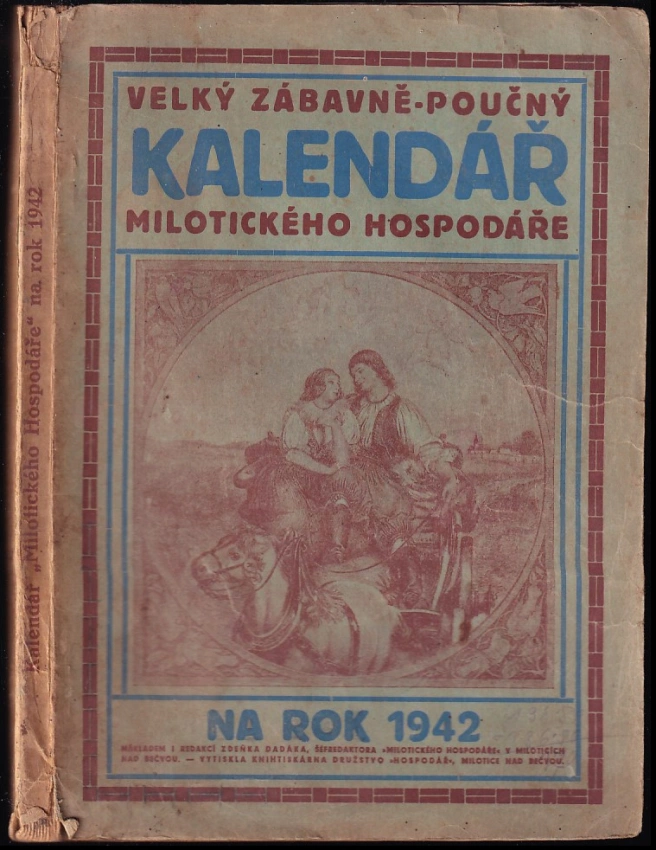 VELKÝ ZÁBAVNĚ-POUČNÝ
KALENDÁŘ
MILOTICKÉHO HOSPODÁŘE
NA ROK 1942
NÁKLADEM I REDAKCÍ ZDEŇKA DADÁKA, ŠÉFREDAKTORA »MILOTICKÉHO HOSPODÁŘE« V MILOTICÍCH
NAD BEČVOU. — VYTISKLA KNIHTISKÁRNA DRUŽSTVO »HOSPODÁŘ«, MILOTICE NAD BEČVOU.
Kalendář „Milotického Hospodáře“ na rok 1942